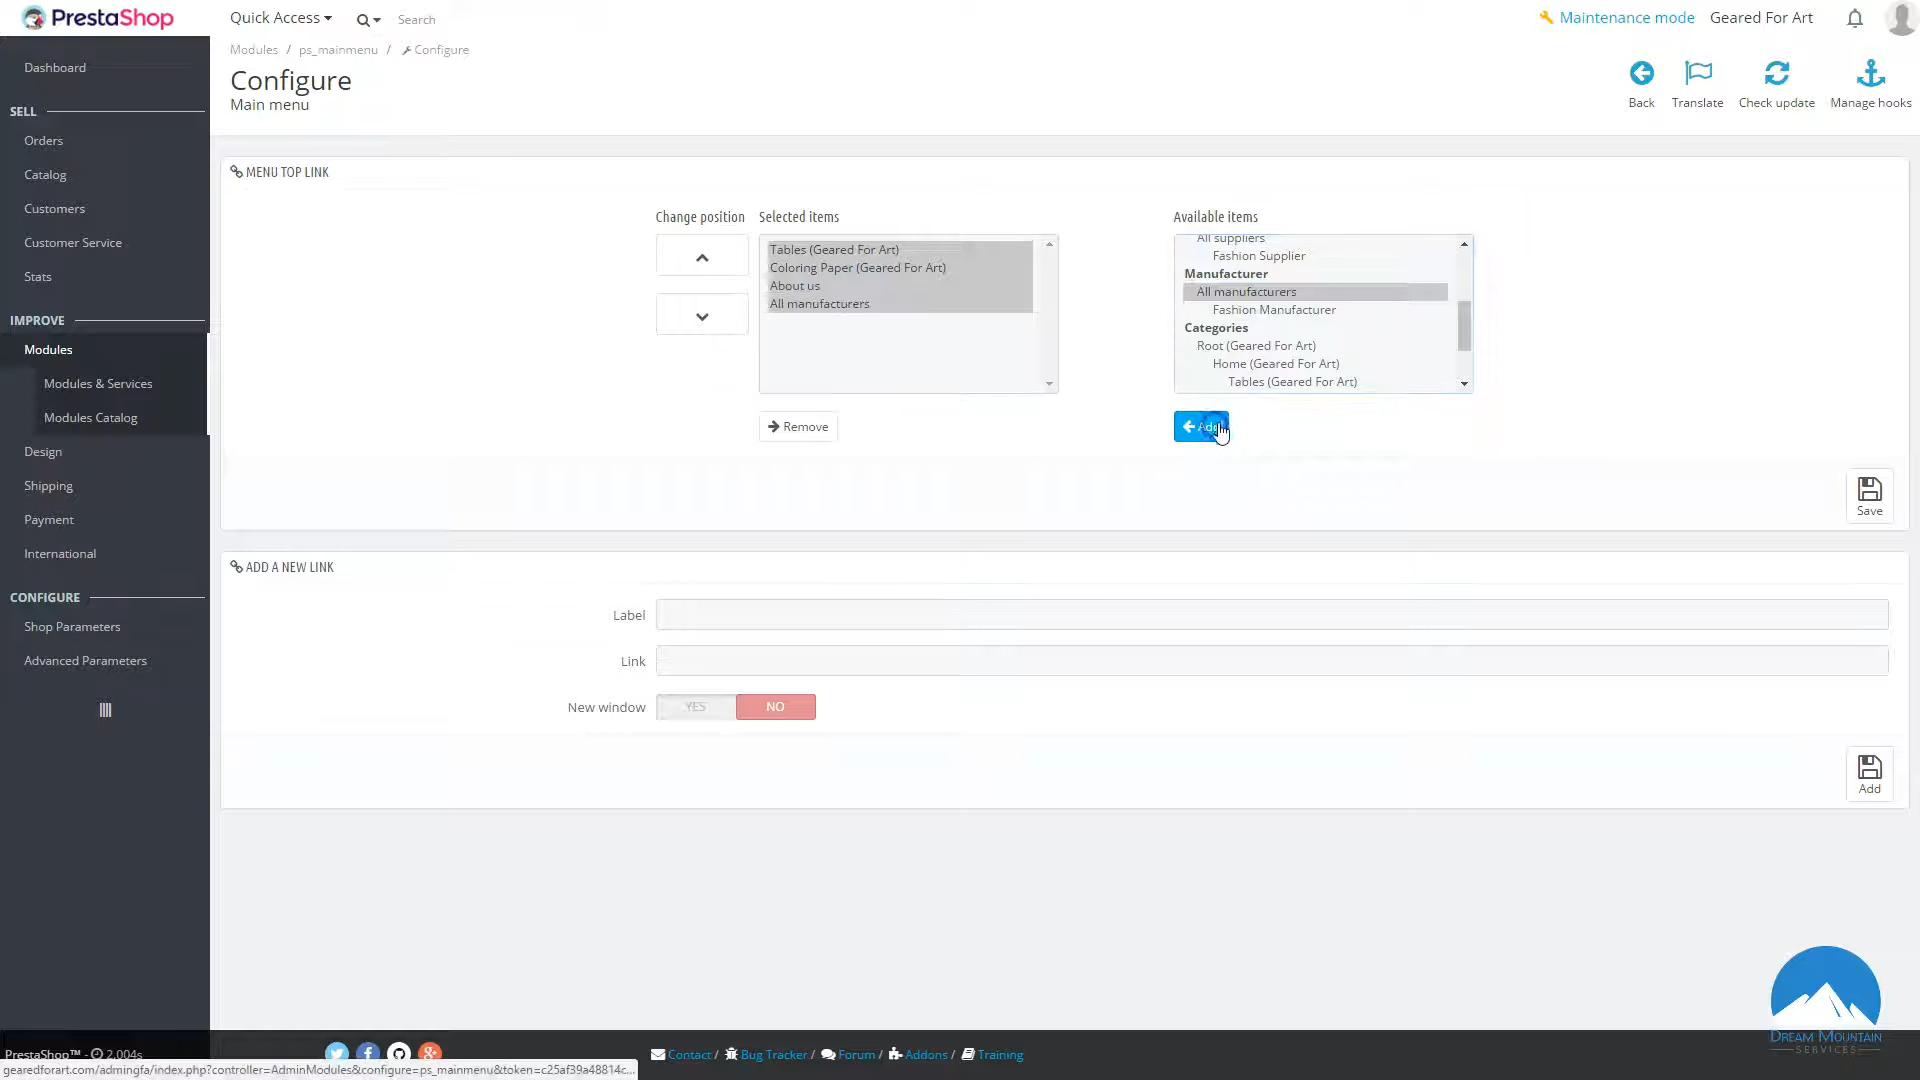 PrestaShop
Quick Access
Search
Maintenance mode
Geared For Art
Modules / ps_mainmenu / Configure
Configure
Main menu
Back
Translate
Check update
Manage hooks
Dashboard
SELL
Orders
Catalog
Customers
Customer Service
Stats
IMPROVE
Modules
Modules & Services
Modules Catalog
Design
Shipping
Payment
International
CONFIGURE
Shop Parameters
Advanced Parameters
MENU TOP LINK
Change position
Selected items
Tables (Geared For Art)
Coloring Paper (Geared For Art)
About us
All manufacturers
Remove
Available items
All suppliers
Fashion Supplier
Manufacturer
All manufacturers
Fashion Manufacturer
Categories
Root (Geared For Art)
Home (Geared For Art)
Tables (Geared For Art)
Add
Save
ADD A NEW LINK
Label
Link
New window
YES
NO
Add
DREAM MOUNTAIN
SERVICES
PrestaShop™ - 2,004s
Contact / Bug Tracker / Forum / Addons / Training
gearedforart.com/admingfa/index.php?controller=AdminModules&configure=ps_mainmenu&token=c25af39a48814c...